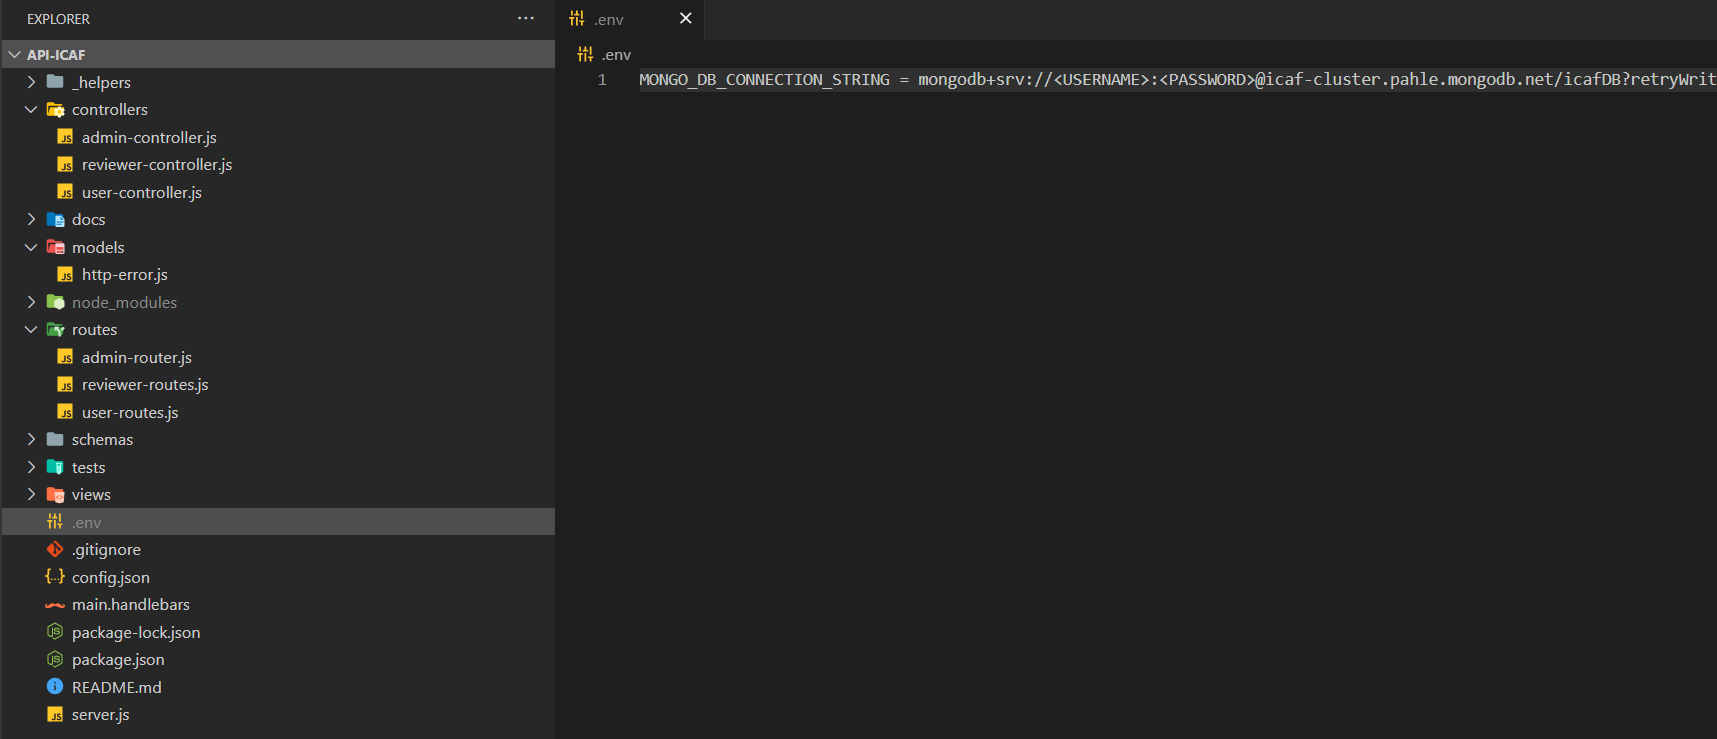 EXPLORER
API-ICAF
_helpers
controllers
admin-controller.js
reviewer-controller.js
user-controller.js
docs
models
http-error.js
node_modules
routes
admin-router.js
reviewer-routes.js
user-routes.js
schemas
tests
views
.env
.gitignore
config.json
main.handlebars
package-lock.json
package.json
README.md
server.js
.env
.env
1 MONGO_DB_CONNECTION_STRING = mongodb+srv://<USERNAME>:<PASSWORD>@icaf-cluster.pahle.mongodb.net/icafDB?retryWrit